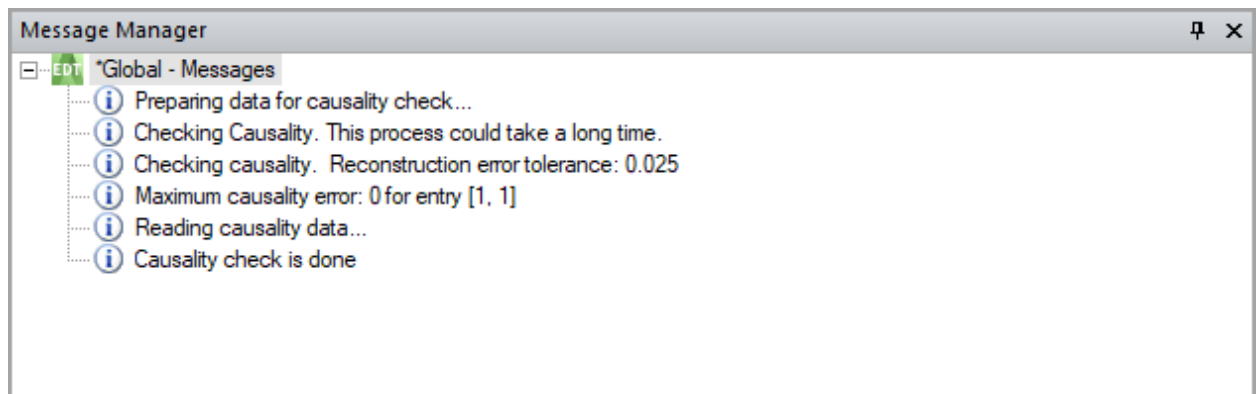 Message Manager
EDT *Global - Messages
Preparing data for causality check...
Checking Causality. This process could take a long time.
Checking causality.  Reconstruction error tolerance: 0.025
Maximum causality error: 0 for entry [1, 1]
Reading causality data...
Causality check is done